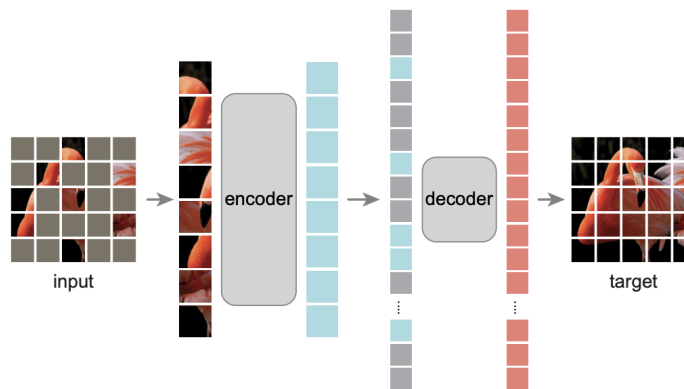 input
encoder
decoder
target